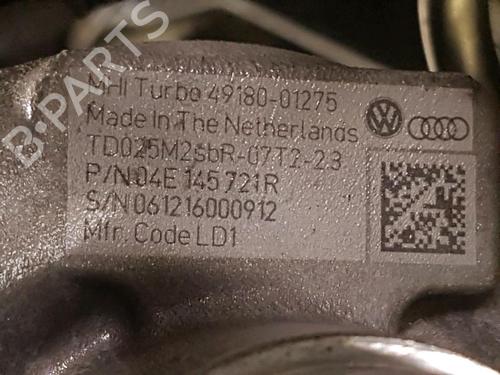 MHI Turbo 49180-01275
Made In The Netherlands
TD025M2sbR-07T2-2.3
P/N 04E 145 721 R
S/N 061216000912
Mfr. Code LD1
B-PARTS